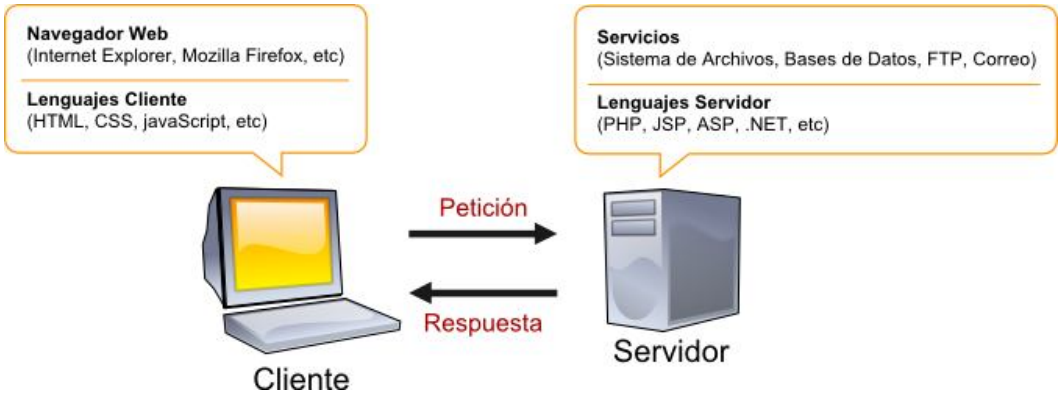 Navegador Web
(Internet Explorer, Mozilla Firefox, etc)
Lenguajes Cliente
(HTML, CSS, javaScript, etc)
Servicios
(Sistema de Archivos, Bases de Datos, FTP, Correo)
Lenguajes Servidor
(PHP, JSP, ASP, .NET, etc)
Petición
Respuesta
Cliente
Servidor